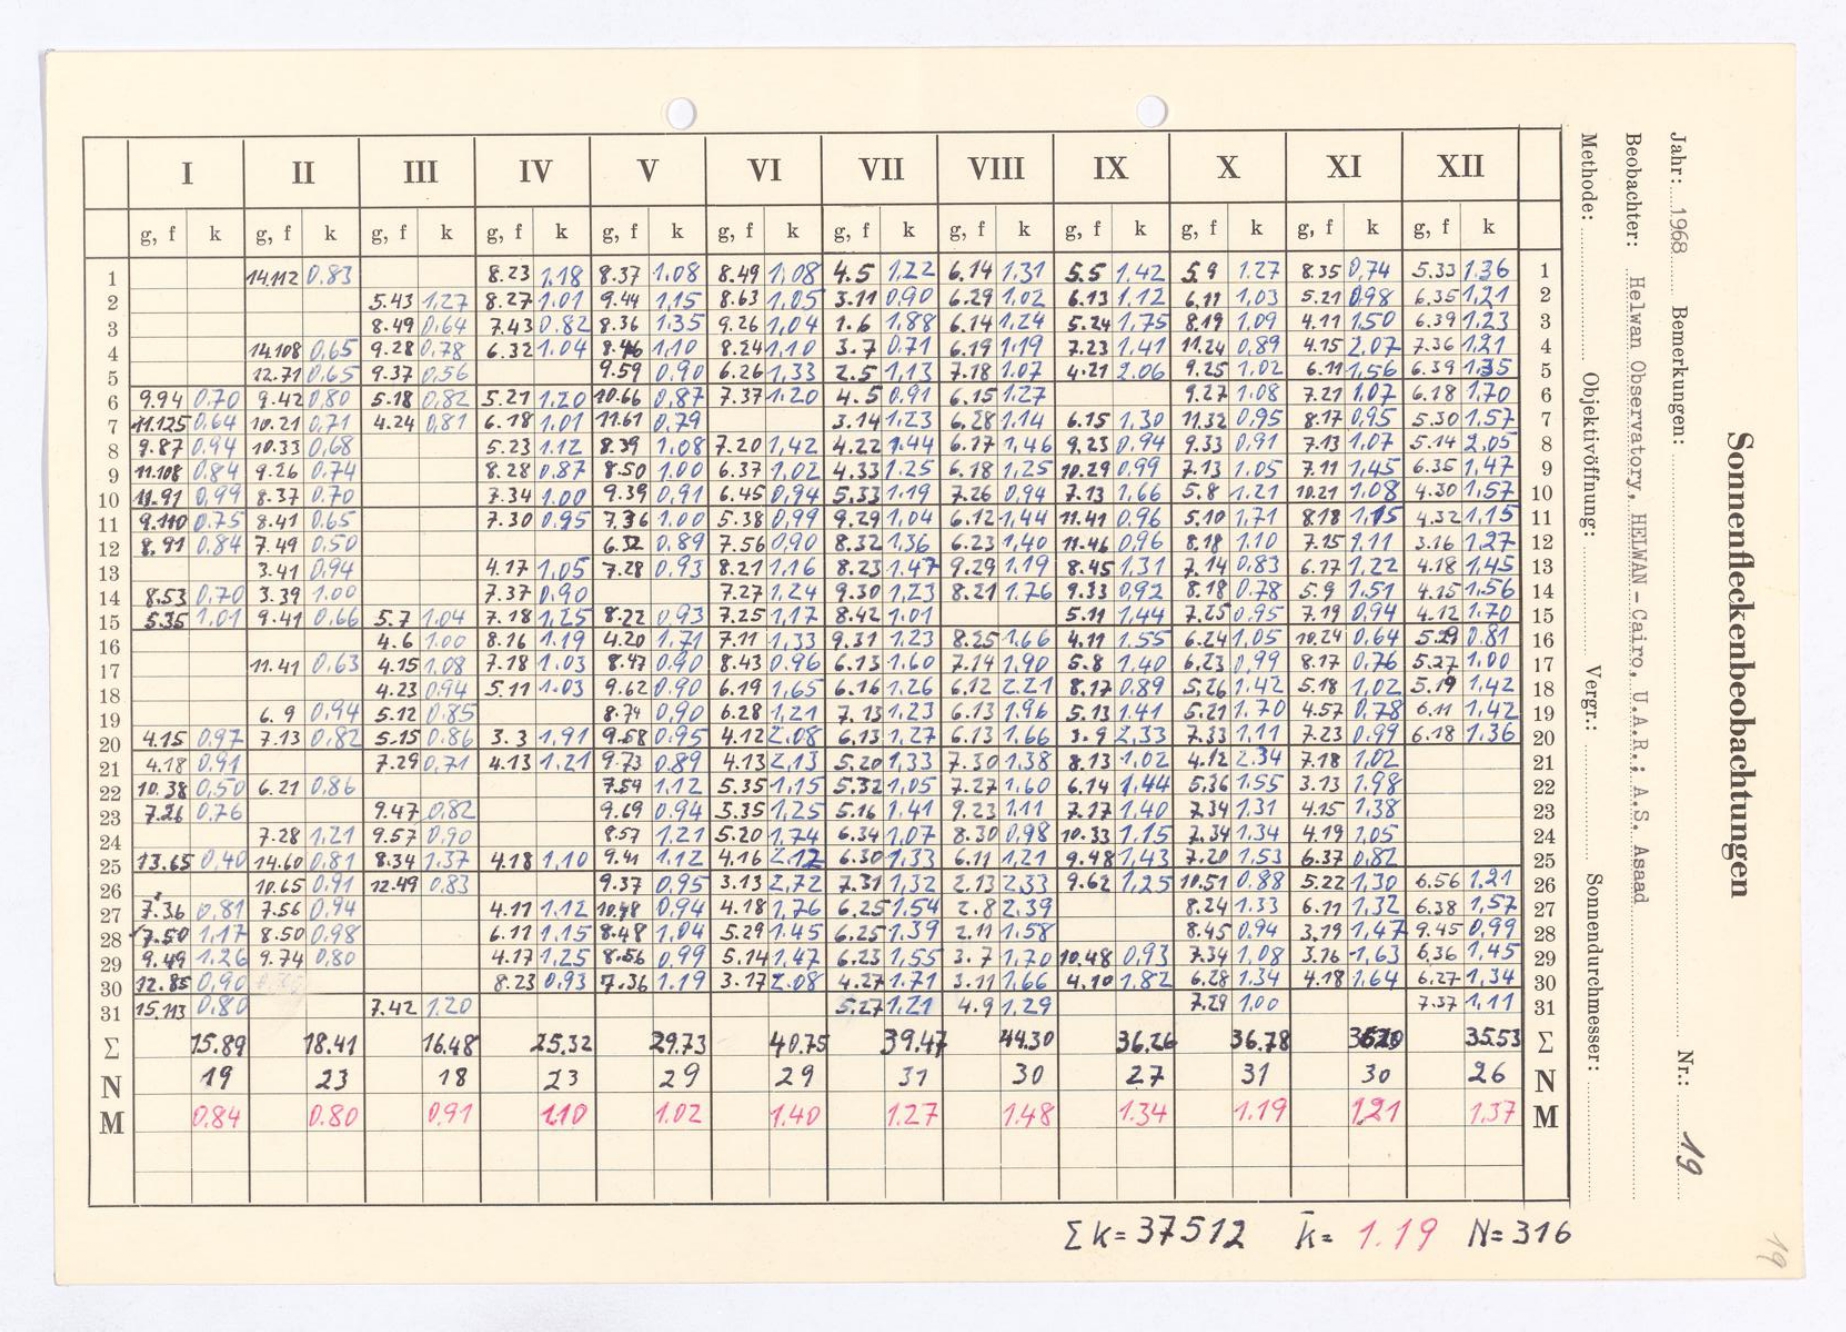 I II III IV V VI VII VIII IX X XI XII
g, f k g, f k g, f k g, f k g, f k g, f k g, f k g, f k g, f k g, f k g, f k g, f k
1 14.112 0,83 8.23 1,18 8.37 1,08 8.49 1,08 4.5 1,22 6.14 1,31 5.5 1,42 5.9 1,27 8.35 0,74 5.33 1,36 1
2 5.43 1,27 8.27 1,01 9.44 1,15 8.63 1,05 3.11 0,90 6.29 1,02 6.13 1,12 6.11 1,03 5.21 0,98 6.35 1,21 2
3 8.49 0,64 7.43 0,82 8.36 1,35 9.26 1,04 1.6 1,88 6.14 1,24 5.24 1,75 8.19 1,09 4.11 1,50 6.39 1,23 3
4 14.108 0,65 9.28 0,78 6.32 1,04 8.46 1,10 8.24 1,10 3.7 0,71 6.19 1,19 7.23 1,41 11.24 0,89 4.15 2,07 7.36 1,21 4
5 12.71 0,65 9.37 0,56 9.59 0,90 6.26 1,33 2.5 1,13 7.18 1,07 4.21 2,06 9.25 1,02 6.11 1,56 6.39 1,35 5
6 9.94 0,70 9.42 0,80 5.18 0,82 5.21 1,20 10.66 0,87 7.37 1,20 4.5 0,91 6.15 1,27 9.27 1,08 7.21 1,07 6.18 1,70 6
7 11.125 0,64 10.21 0,71 4.24 0,81 6.18 1,01 11.61 0,79 3.14 1,23 6.28 1,14 6.15 1,30 11.32 0,95 8.17 0,95 5.30 1,57 7
8 9.87 0,94 10.33 0,68 5.23 1,12 8.39 1,08 7.20 1,42 4.22 1,44 6.17 1,46 9.23 0,94 9.33 0,91 7.13 1,07 5.14 2,05 8
9 11.108 0,84 9.26 0,74 8.28 0,87 8.50 1,00 6.37 1,02 4.33 1,25 6.18 1,25 10.29 0,99 7.13 1,05 7.11 1,45 6.35 1,47 9
10 11.91 0,99 8.37 0,70 7.34 1,00 9.39 0,91 6.45 0,94 5.33 1,19 7.26 0,94 7.13 1,66 5.8 1,21 10.21 1,08 4.30 1,57 10
11 9.110 0,75 8.41 0,65 7.30 0,95 7.36 1,00 5.38 0,99 9.29 1,04 6.12 1,44 11.41 0,96 5.10 1,71 8.18 1,15 4.32 1,15 11
12 8.91 0,84 7.49 0,50 6.32 0,89 7.56 0,90 8.32 1,36 6.23 1,40 11.46 0,96 8.18 1,10 7.15 1,11 3.16 1,27 12
13 3.41 0,94 4.17 1,05 7.28 0,93 8.21 1,16 8.23 1,47 9.29 1,19 8.45 1,31 7.14 0,83 6.17 1,22 4.18 1,45 13
14 8.53 0,70 3.39 1,00 7.37 0,90 7.27 1,24 9.30 1,23 8.21 1,76 9.33 0,92 8.18 0,78 5.9 1,51 4.15 1,56 14
15 5.35 1,01 9.41 0,66 5.7 1,04 7.18 1,25 8.22 0,93 7.25 1,17 8.42 1,01 5.11 1,44 7.25 0,95 7.19 0,94 4.12 1,70 15
16 4.6 1,00 8.16 1,19 4.20 1,71 7.11 1,33 9.31 1,23 8.25 1,66 4.11 1,55 6.24 1,05 10.24 0,64 5.29 0,81 16
17 11.41 0,63 4.15 1,08 7.18 1,03 8.47 0,90 8.43 0,96 6.13 1,60 7.14 1,90 5.8 1,40 6.23 0,99 8.17 0,76 5.27 1,00 17
18 4.23 0,94 5.11 1,03 9.62 0,90 6.19 1,65 6.16 1,26 6.12 2,21 8.17 0,89 5.26 1,42 5.18 1,02 5.19 1,42 18
19 6.9 0,94 5.12 0,85 8.74 0,90 6.28 1,21 7.13 1,23 6.13 1,96 5.13 1,41 5.21 1,70 4.57 0,78 6.11 1,42 19
20 4.15 0,97 7.13 0,82 5.15 0,86 3.3 1,91 9.58 0,95 4.12 2,08 6.13 1,27 6.13 1,66 3.9 2,33 7.33 1,11 7.23 0,99 6.18 1,36 20
21 4.18 0,91 7.29 0,71 4.13 1,21 9.73 0,89 4.13 2,13 5.20 1,33 7.30 1,38 8.13 1,02 4.12 2,34 7.18 1,02 21
22 10.38 0,50 6.21 0,86 7.54 1,12 5.35 1,15 5.32 1,05 7.27 1,60 6.14 1,44 5.36 1,55 3.13 1,98 22
23 7.26 0,76 9.47 0,82 9.69 0,94 5.35 1,25 5.16 1,41 9.23 1,11 7.17 1,40 7.34 1,31 4.15 1,38 23
24 7.28 1,21 9.57 0,90 8.57 1,21 5.20 1,74 6.34 1,07 8.30 0,98 10.33 1,15 7.34 1,34 4.19 1,05 24
25 13.65 0,40 14.60 0,81 8.34 1,37 4.18 1,10 9.41 1,12 4.16 2,12 6.30 1,33 6.11 1,21 9.48 1,43 7.20 1,53 6.37 0,82 25
26 10.65 0,91 12.49 0,83 9.37 0,95 3.13 2,72 7.31 1,32 2.13 2,33 9.62 1,25 10.51 0,88 5.22 1,30 6.56 1,21 26
27 7.36 0,81 7.56 0,94 4.11 1,12 10.48 0,94 4.18 1,76 6.25 1,54 2.8 2,39 8.24 1,33 6.11 1,32 6.38 1,57 27
28 7.50 1,17 8.50 0,98 6.11 1,15 8.48 1,04 5.29 1,45 6.25 1,39 2.11 1,58 8.45 0,94 3.19 1,47 9.45 0,99 28
29 9.49 1,26 9.74 0,80 4.17 1,25 8.56 0,99 5.14 1,47 6.23 1,55 3.7 1,70 10.48 0,93 7.34 1,08 3.16 1,63 6.36 1,45 29
30 12.85 0,90 8.23 0,93 7.36 1,19 3.17 2,08 4.27 1,71 3.11 1,66 4.10 1,82 6.28 1,34 4.18 1,64 6.27 1,34 30
31 15.113 0,80 7.42 1,20 5.27 1,21 4.9 1,29 7.29 1,00 7.37 1,11 31
Σ 15.89 18.41 16.48 25.32 29.73 40.75 39.47 44.30 36.26 36.78 35.53 Σ
N 19 23 18 23 29 29 31 30 27 31 30 26 N
M 0.84 0.80 0.91 1.10 1.02 1.40 1.27 1.48 1.34 1.19 1.21 1.37 M
Σ k = 37512 k̄ = 1.19 N = 316
Sonnenfleckenbeobachtungen
Jahr: 1968 Bemerkungen: Nr.: 19
Beobachter: Helwan Observatory, HELWAN - Cairo, U.A.R.; A.S. Asaad
Methode: Objektivöffnung: Vergr.: Sonnendurchmesser:
19